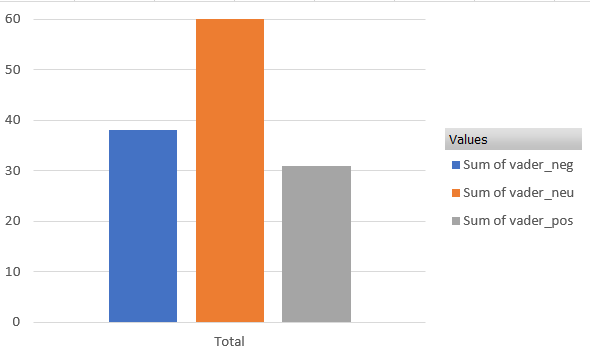 60
50
40
30
20
10
0
Total
Values
Sum of vader_neg
Sum of vader_neu
Sum of vader_pos